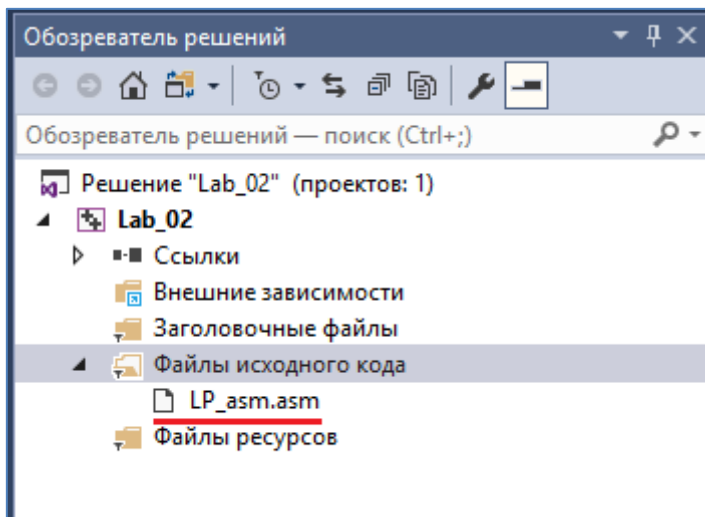 Обозреватель решений
Обозреватель решений — поиск (Ctrl+;)
Решение "Lab_02" (проектов: 1)
Lab_02
Ссылки
Внешние зависимости
Заголовочные файлы
Файлы исходного кода
LP_asm.asm
Файлы ресурсов